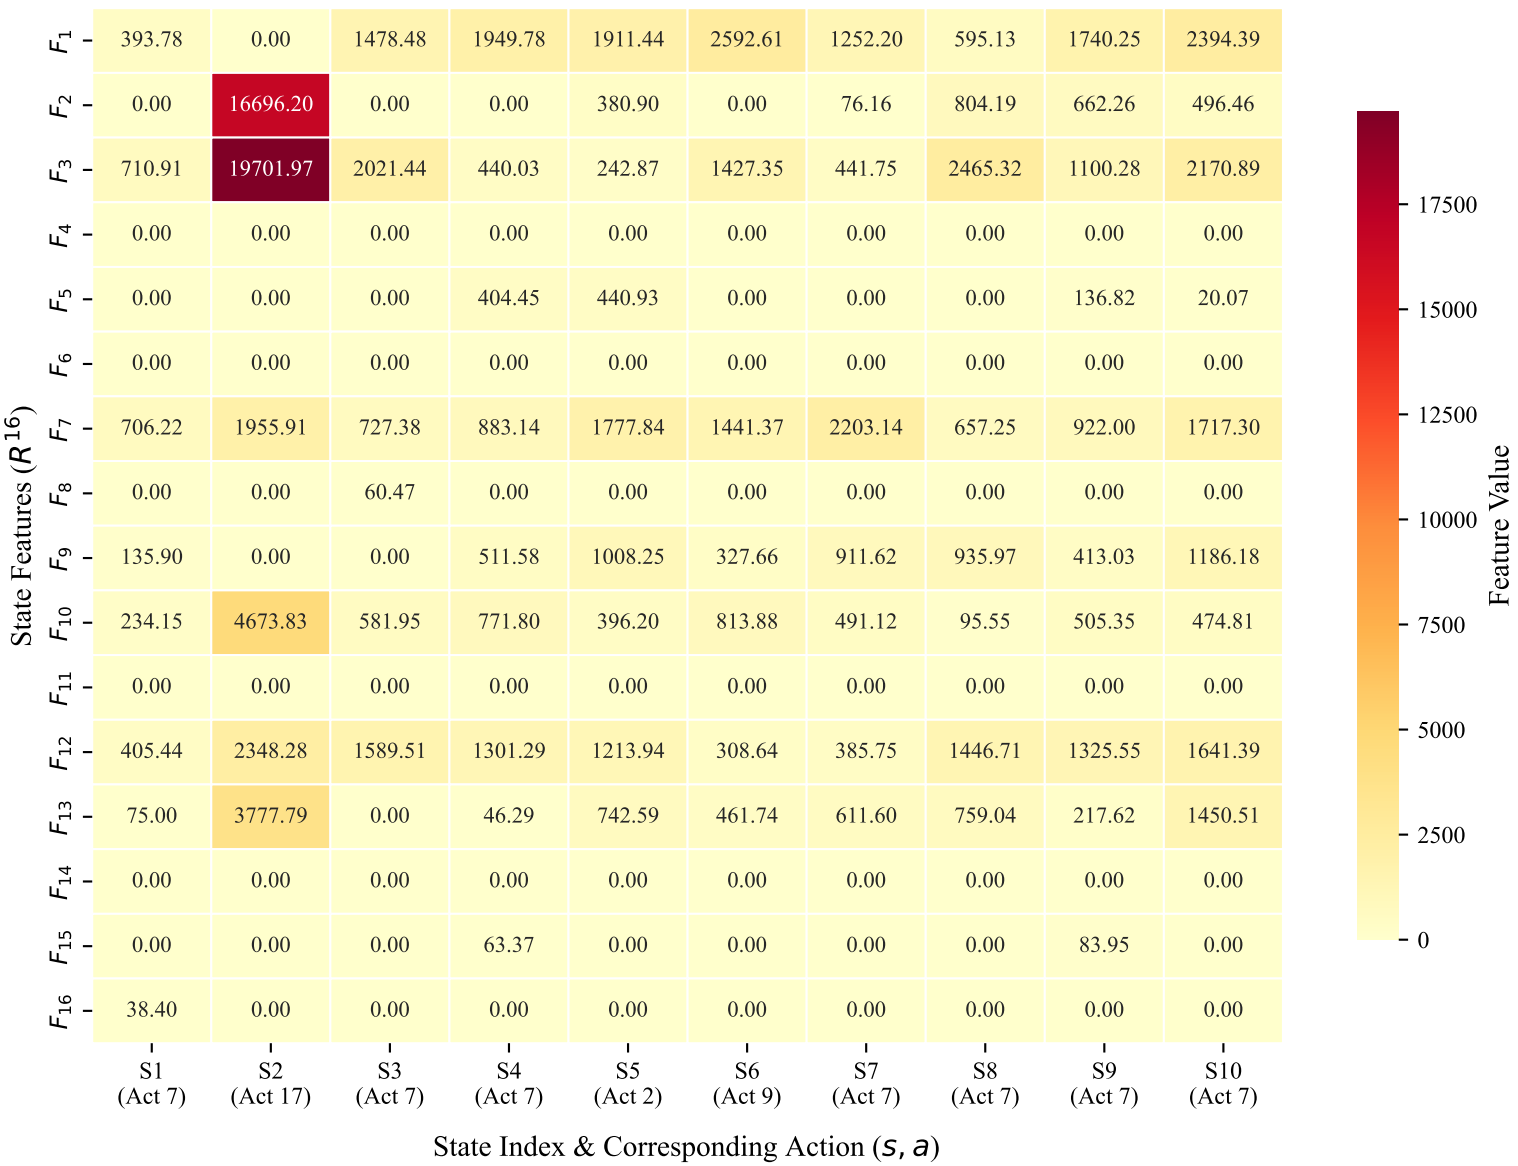 F1 393.78 0.00 1478.48 1949.78 1911.44 2592.61 1252.20 595.13 1740.25 2394.39
F2 0.00 16696.20 0.00 0.00 380.90 0.00 76.16 804.19 662.26 496.46
F3 710.91 19701.97 2021.44 440.03 242.87 1427.35 441.75 2465.32 1100.28 2170.89
F4 0.00 0.00 0.00 0.00 0.00 0.00 0.00 0.00 0.00 0.00
F5 0.00 0.00 0.00 404.45 440.93 0.00 0.00 0.00 136.82 20.07
F6 0.00 0.00 0.00 0.00 0.00 0.00 0.00 0.00 0.00 0.00
F7 706.22 1955.91 727.38 883.14 1777.84 1441.37 2203.14 657.25 922.00 1717.30
F8 0.00 0.00 60.47 0.00 0.00 0.00 0.00 0.00 0.00 0.00
F9 135.90 0.00 0.00 511.58 1008.25 327.66 911.62 935.97 413.03 1186.18
F10 234.15 4673.83 581.95 771.80 396.20 813.88 491.12 95.55 505.35 474.81
F11 0.00 0.00 0.00 0.00 0.00 0.00 0.00 0.00 0.00 0.00
F12 405.44 2348.28 1589.51 1301.29 1213.94 308.64 385.75 1446.71 1325.55 1641.39
F13 75.00 3777.79 0.00 46.29 742.59 461.74 611.60 759.04 217.62 1450.51
F14 0.00 0.00 0.00 0.00 0.00 0.00 0.00 0.00 0.00 0.00
F15 0.00 0.00 0.00 63.37 0.00 0.00 0.00 0.00 83.95 0.00
F16 38.40 0.00 0.00 0.00 0.00 0.00 0.00 0.00 0.00 0.00
S1 S2 S3 S4 S5 S6 S7 S8 S9 S10
(Act 7) (Act 17) (Act 7) (Act 7) (Act 2) (Act 9) (Act 7) (Act 7) (Act 7) (Act 7)
State Index & Corresponding Action (s, a)
State Features (R^16)
17500
15000
12500
10000
7500
5000
2500
0
Feature Value